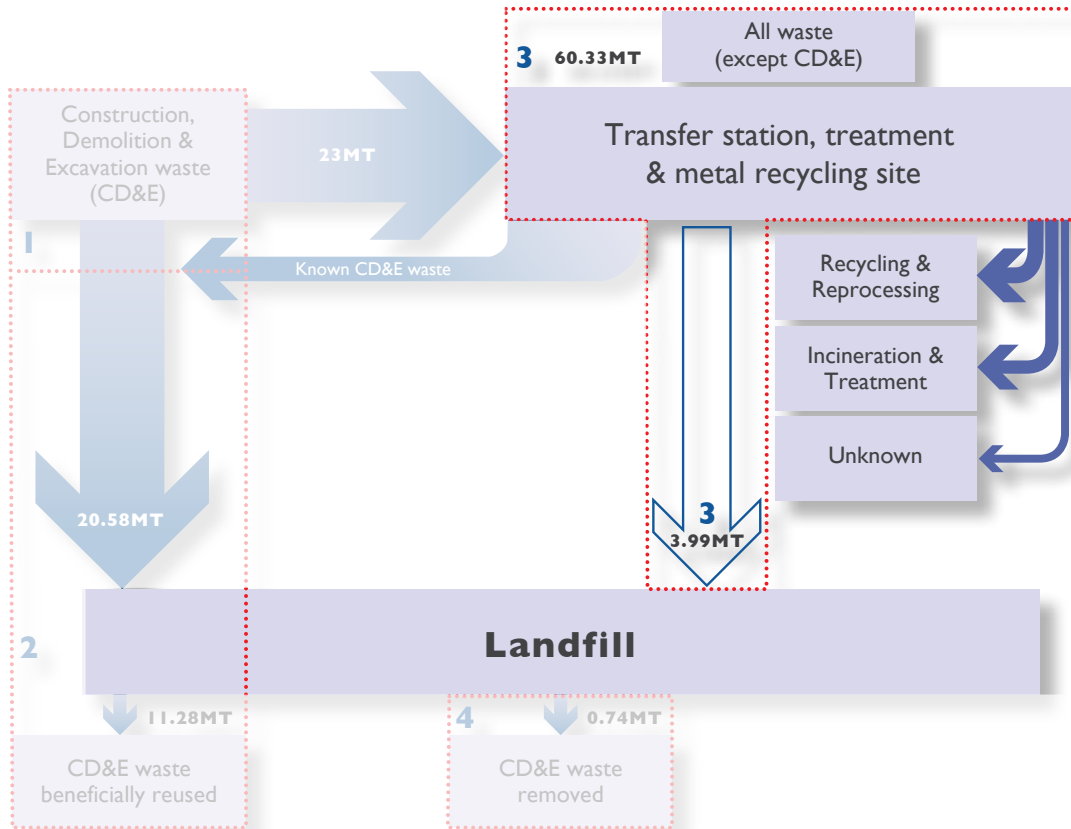 All waste
(except CD&E)
3 60.33MT
Construction,
Demolition &
Excavation waste
(CD&E)
23MT
Transfer station, treatment
& metal recycling site
1
Known CD&E waste
Recycling &
Reprocessing
Incineration &
Treatment
Unknown
20.58MT
3
3.99MT
2
Landfill
11.28MT
4
0.74MT
CD&E waste
beneficially reused
CD&E waste
removed